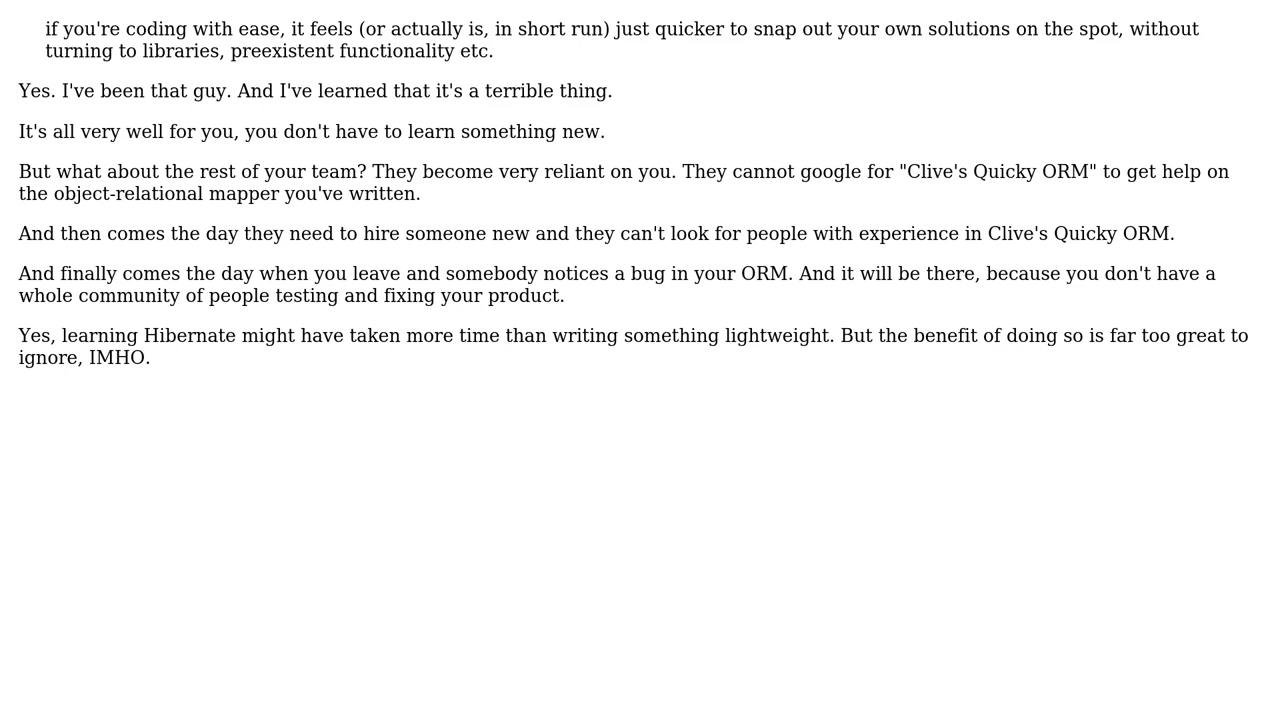 if you're coding with ease, it feels (or actually is, in short run) just quicker to snap out your own solutions on the spot, without
turning to libraries, preexistent functionality etc.
Yes. I've been that guy. And I've learned that it's a terrible thing.
It's all very well for you, you don't have to learn something new.
But what about the rest of your team? They become very reliant on you. They cannot google for "Clive's Quicky ORM" to get help on
the object-relational mapper you've written.
And then comes the day they need to hire someone new and they can't look for people with experience in Clive's Quicky ORM.
And finally comes the day when you leave and somebody notices a bug in your ORM. And it will be there, because you don't have a
whole community of people testing and fixing your product.
Yes, learning Hibernate might have taken more time than writing something lightweight. But the benefit of doing so is far too great to
ignore, IMHO.